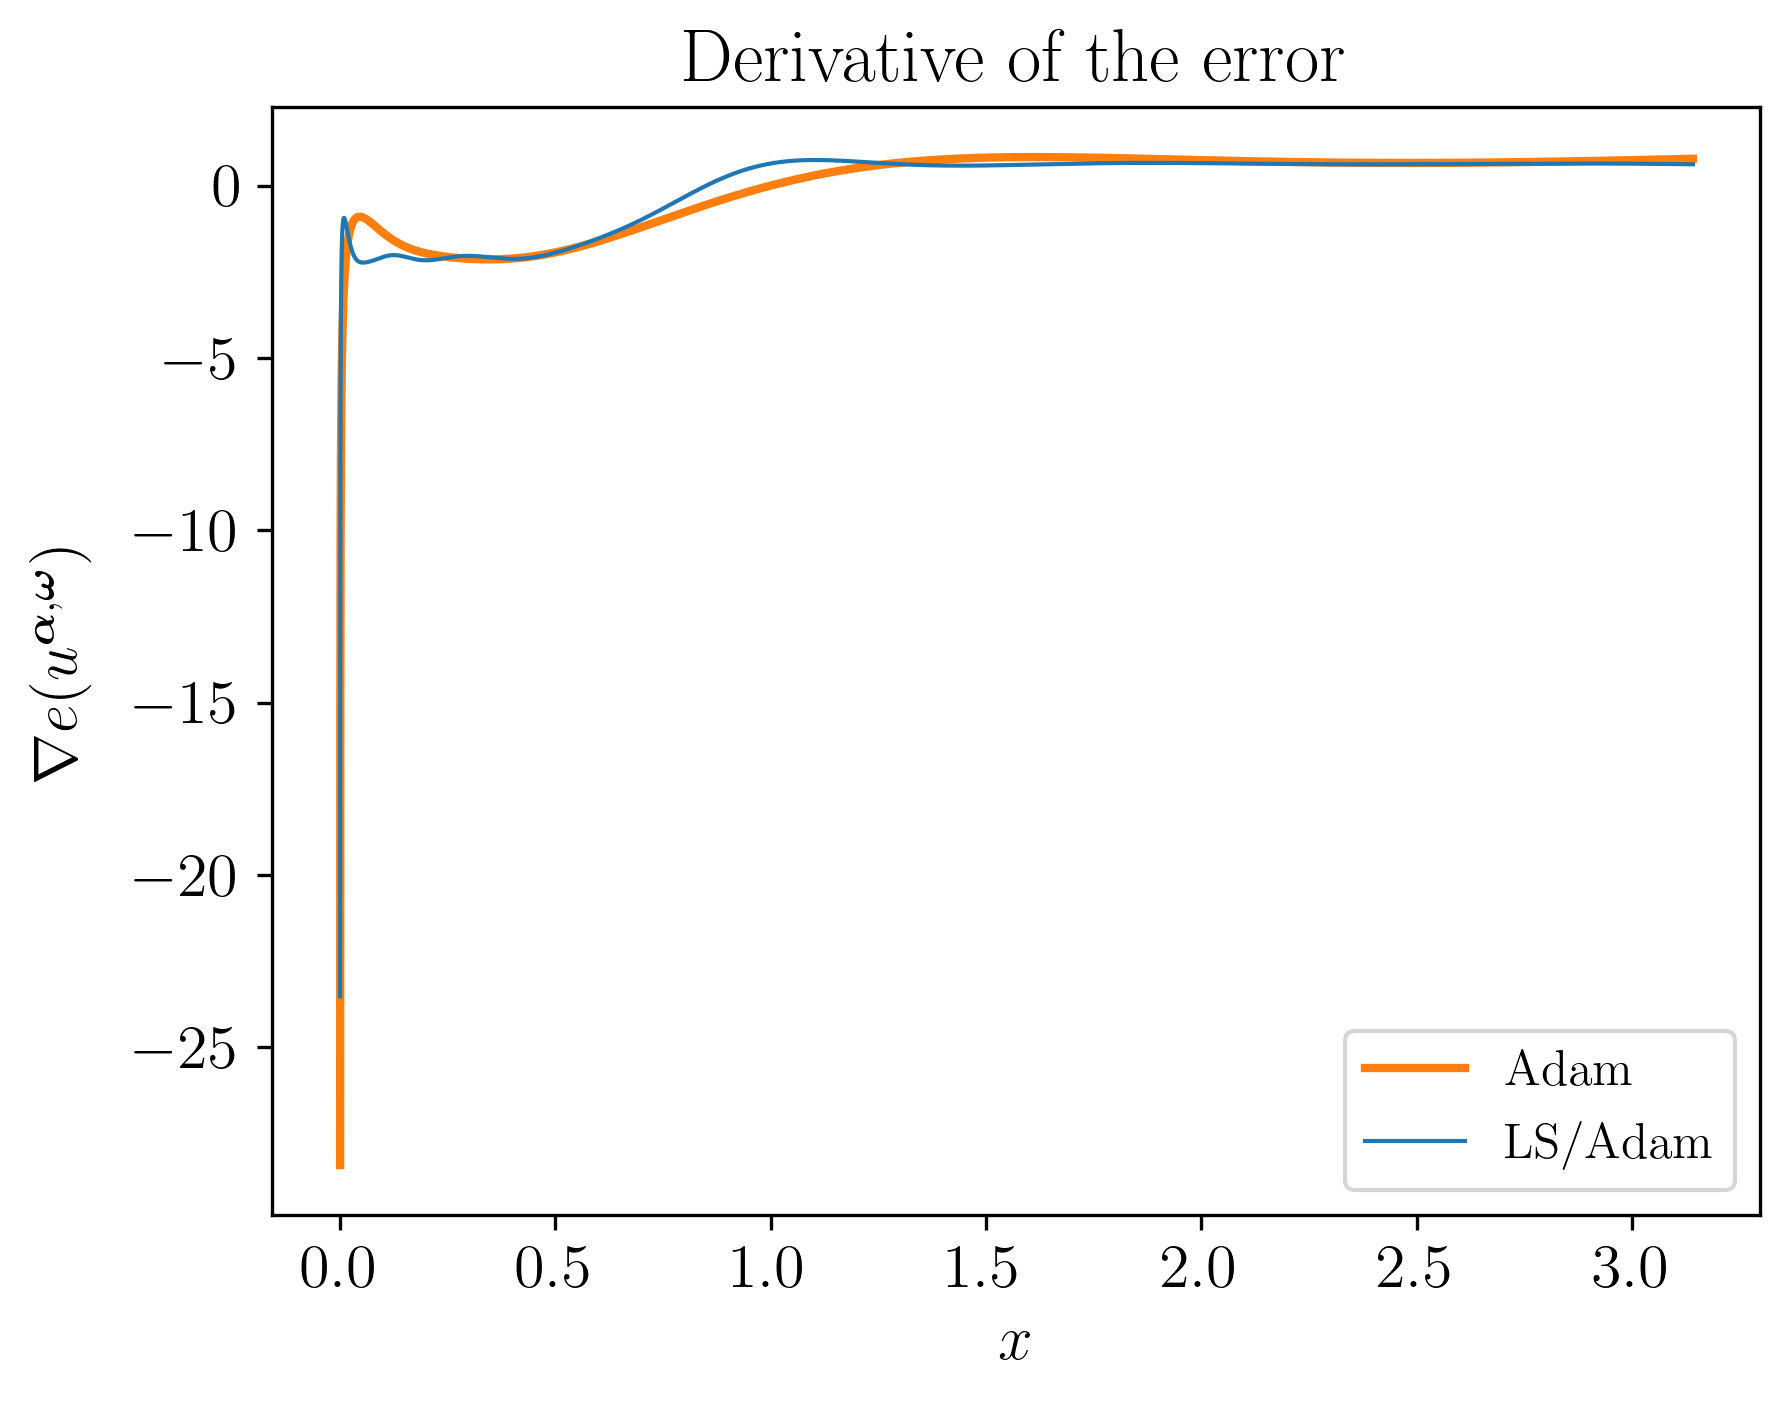 Derivative of the error
0
−5
−10
−15
−20
−25
∇e(u^{α,ω})
0.0 0.5 1.0 1.5 2.0 2.5 3.0
x
Adam
LS/Adam